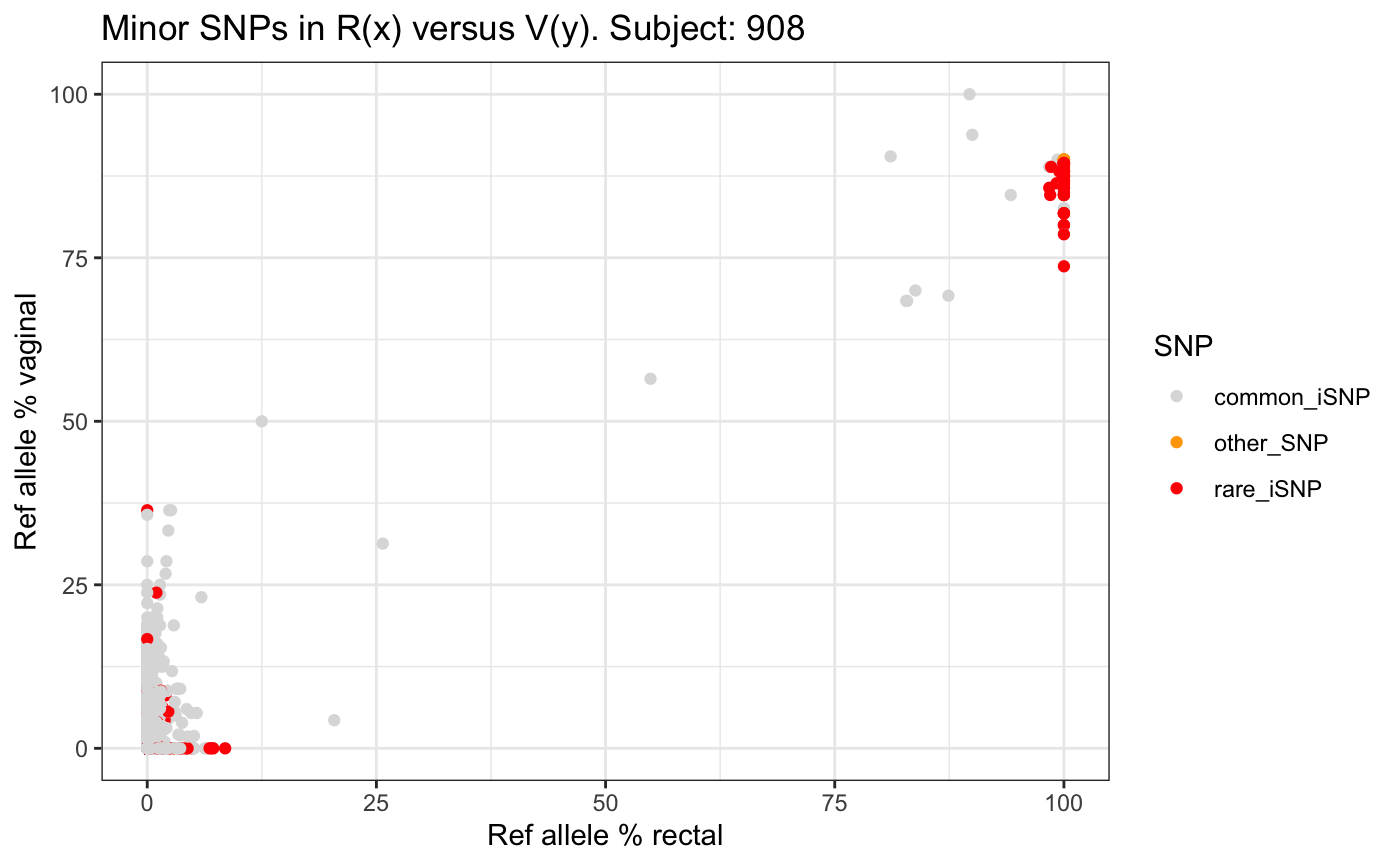 Minor SNPs in R(x) versus V(y). Subject: 908
Ref allele % vaginal
100
75
50
25
0
0 25 50 75 100
Ref allele % rectal
SNP
common_iSNP
other_SNP
rare_iSNP